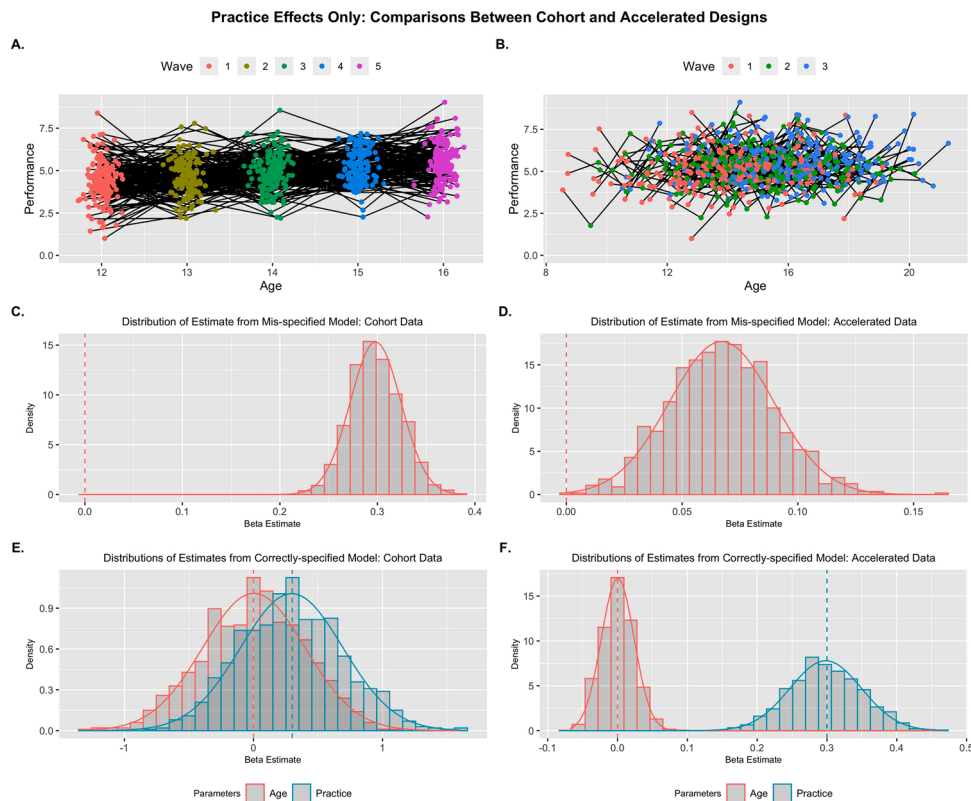 Practice Effects Only: Comparisons Between Cohort and Accelerated Designs
A.
Wave 1 2 3 4 5
7.5
5.0
2.5
0.0
Performance
12 13 14 15 16
Age
B.
Wave 1 2 3
7.5
5.0
2.5
0.0
Performance
8 12 16 20
Age
C.
Distribution of Estimate from Mis-specified Model: Cohort Data
15
10
5
0
Density
0.0 0.1 0.2 0.3 0.4
Beta Estimate
D.
Distribution of Estimate from Mis-specified Model: Accelerated Data
15
10
5
0
Density
0.00 0.05 0.10 0.15
Beta Estimate
E.
Distributions of Estimates from Correctly-specified Model: Cohort Data
0.9
0.6
0.3
0.0
Density
-1 0 1
Beta Estimate
Parameters Age Practice
F.
Distributions of Estimates from Correctly-specified Model: Accelerated Data
15
10
5
0
Density
-0.1 0.0 0.1 0.2 0.3 0.4 0.5
Beta Estimate
Parameters Age Practice